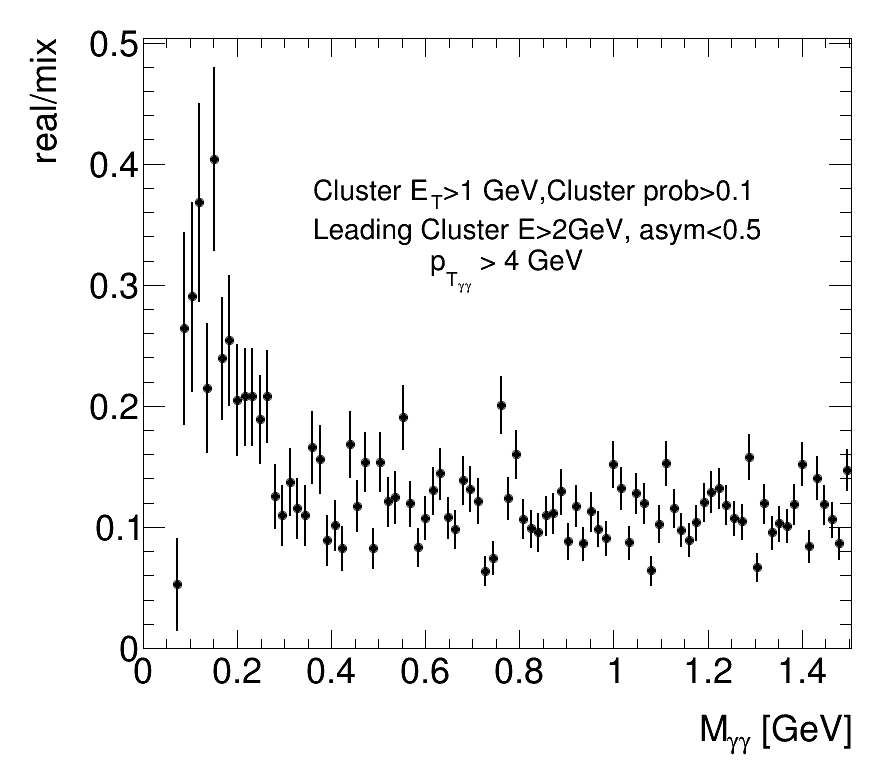 real/mix
0.5
0.4
0.3
0.2
0.1
0
Cluster E_T>1 GeV,Cluster prob>0.1
Leading Cluster E>2GeV, asym<0.5
p_Tγγ > 4 GeV
0 0.2 0.4 0.6 0.8 1 1.2 1.4
Mγγ [GeV]